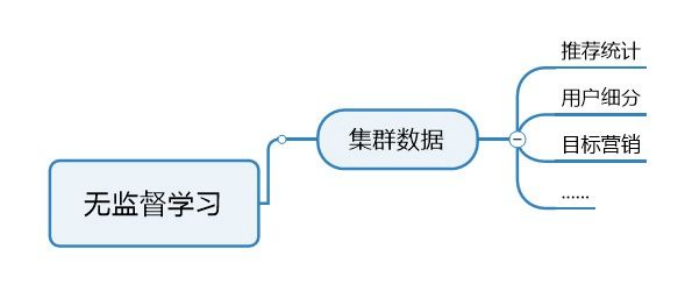 推荐统计
用户细分
集群数据
目标营销
......
无监督学习